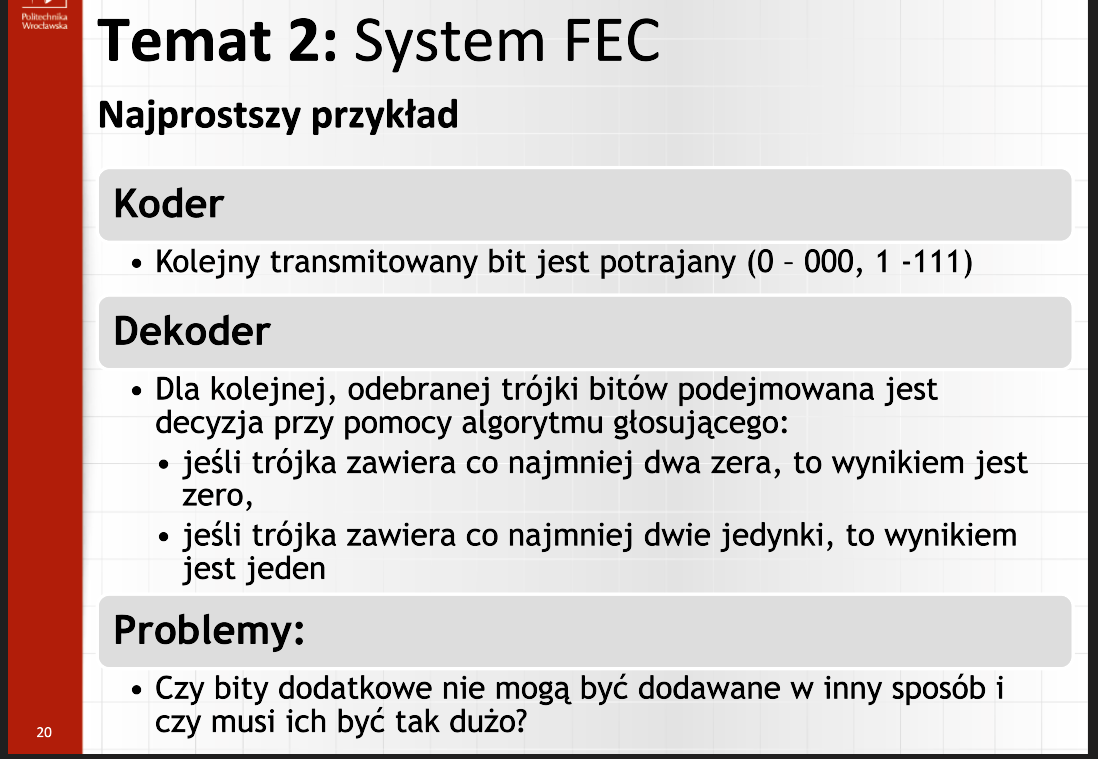 Politechnika
Wrocławska
Temat 2: System FEC
Najprostszy przykład
Koder
• Kolejny transmitowany bit jest potrajany (0 – 000, 1 -111)
Dekoder
• Dla kolejnej, odebranej trójki bitów podejmowana jest
decyzja przy pomocy algorytmu głosującego:
• jeśli trójka zawiera co najmniej dwa zera, to wynikiem jest
zero,
• jeśli trójka zawiera co najmniej dwie jedynki, to wynikiem
jest jeden
Problemy:
• Czy bity dodatkowe nie mogą być dodawane w inny sposób i
czy musi ich być tak dużo?
20